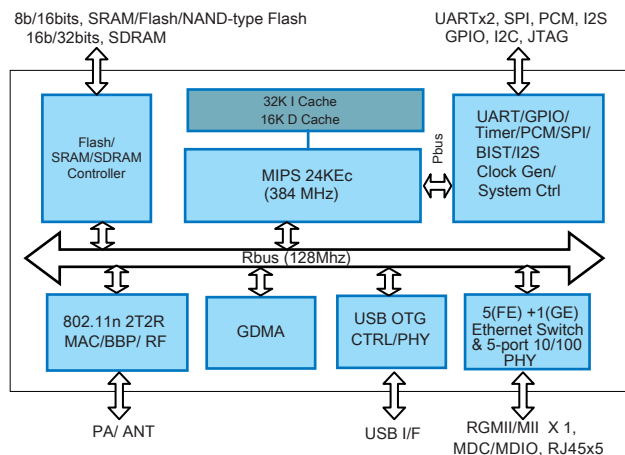 8b/16bits, SRAM/Flash/NAND-type Flash
16b/32bits, SDRAM
UARTx2, SPI, PCM, I2S
GPIO, I2C, JTAG
32K I Cache
16K D Cache
Flash/
SRAM/SDRAM
Controller
MIPS 24KEc
(384 MHz)
Pbus
UART/GPIO/
Timer/PCM/SPI/
BIST/I2S
Clock Gen/
System Ctrl
Rbus (128Mhz)
802.11n 2T2R
MAC/BBP/ RF
GDMA
USB OTG
CTRL/PHY
5(FE) +1(GE)
Ethernet Switch
& 5-port 10/100
PHY
PA/ ANT
USB I/F
RGMII/MII X 1,
MDC/MDIO, RJ45x5